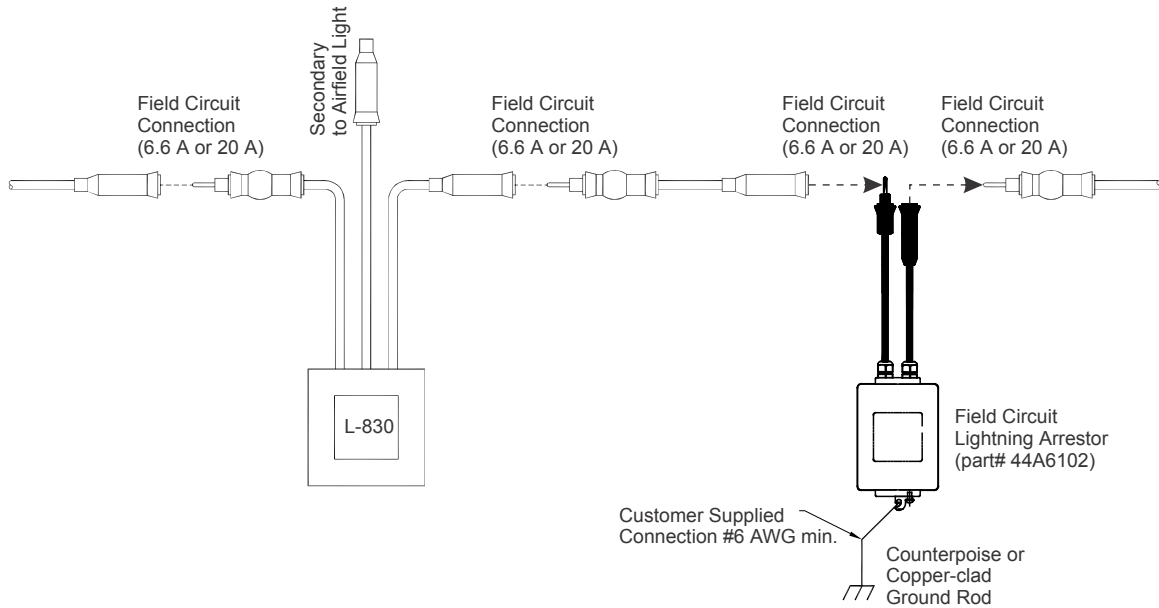 Secondary
to Airfield Light
Field Circuit
Connection
(6.6 A or 20 A)
Field Circuit
Connection
(6.6 A or 20 A)
Field Circuit
Connection
(6.6 A or 20 A)
Field Circuit
Connection
(6.6 A or 20 A)
L-830
Field Circuit
Lightning Arrestor
(part# 44A6102)
Customer Supplied
Connection #6 AWG min.
Counterpoise or
Copper-clad
Ground Rod